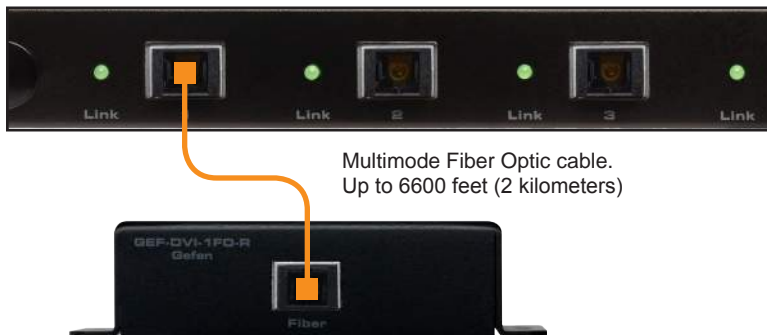 Link
Link
2
Link
3
Link
Multimode Fiber Optic cable.
Up to 6600 feet (2 kilometers)
GEF-DVI-1FO-R
Gefen
Fiber